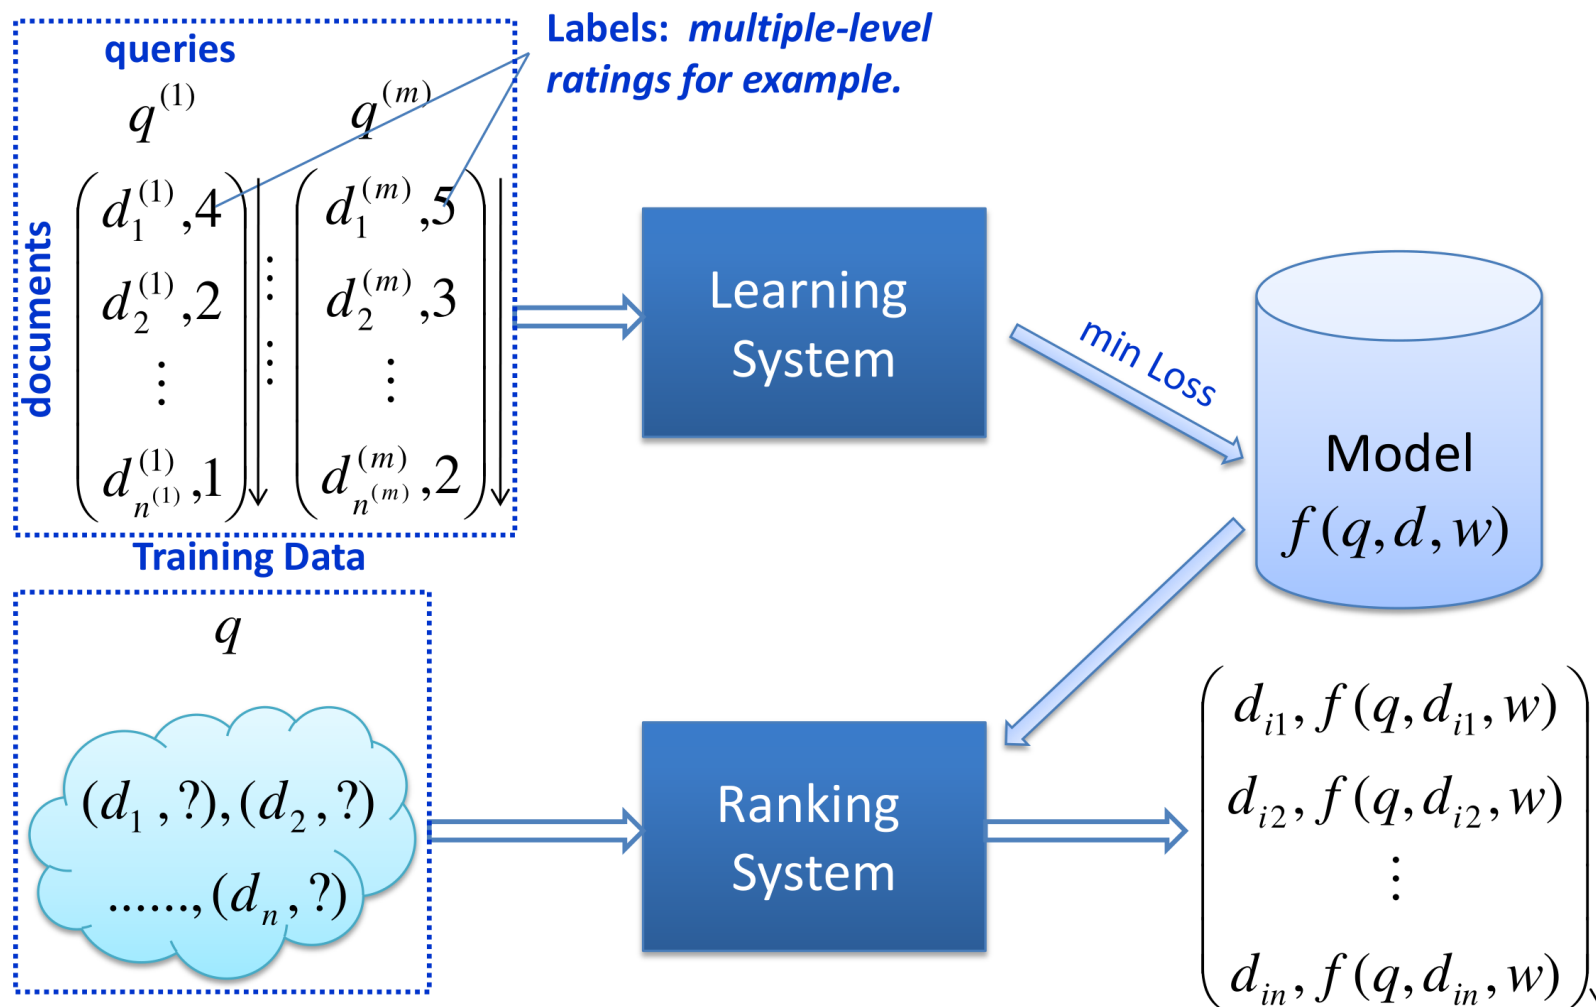 queries
Labels: multiple-level
ratings for example.
q^{(1)} q^{(m)}
documents
d_1^{(1)},4
d_2^{(1)},2
⋮
d_{n^{(1)}}^{(1)},1
⋮
⋮
d_1^{(m)},5
d_2^{(m)},3
⋮
d_{n^{(m)}}^{(m)},2
Training Data
Learning
System
min Loss
Model
f(q,d,w)
q
(d_1,?),(d_2,?)
......,(d_n,?)
Ranking
System
d_{i1}, f(q,d_{i1},w)
d_{i2}, f(q,d_{i2},w)
⋮
d_{in}, f(q,d_{in},w)